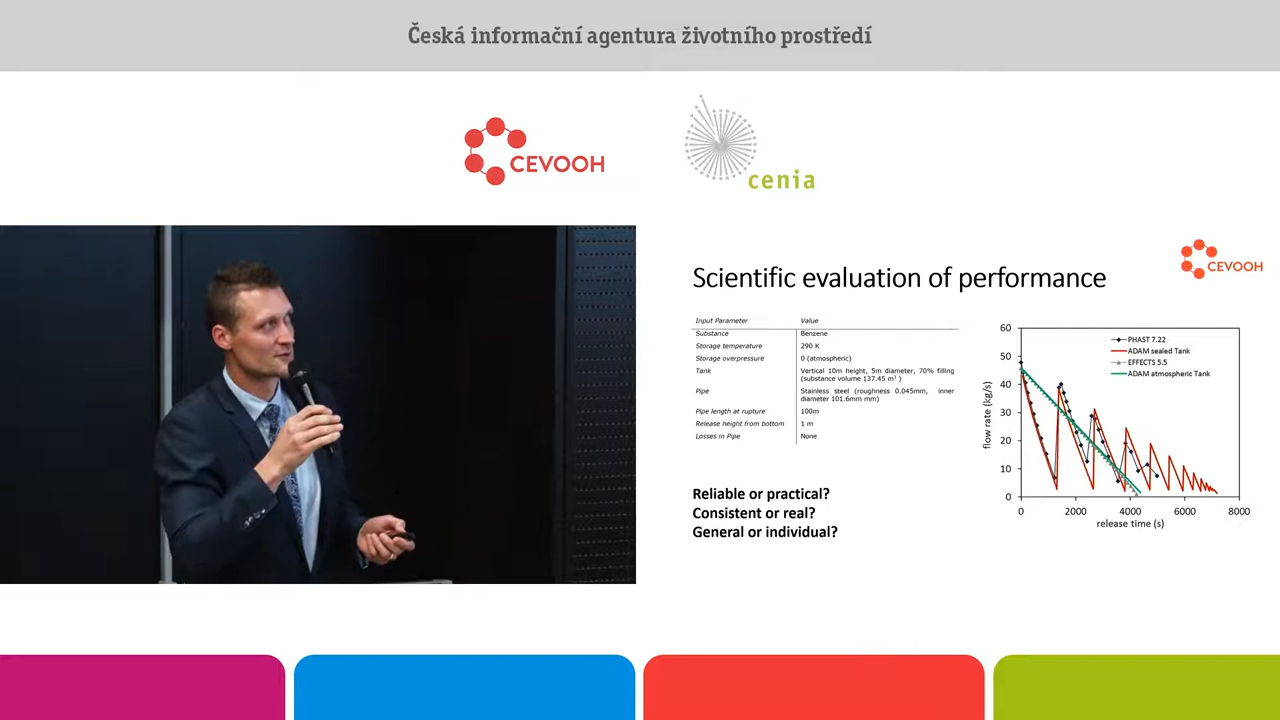 Česká informační agentura životního prostředí
CEVOOH
cenia
CEVOOH
Scientific evaluation of performance
Input Parameter Value
Substance Benzene
Storage temperature 290 K
Storage overpressure 0 (atmospheric)
Tank Vertical 10m height, 5m diameter, 70% filling
(substance volume 137.45 m³ )
Pipe Stainless steel (roughness 0.045mm, inner
diameter 101.6mm mm)
Pipe length at rupture 100m
Release height from bottom 1 m
Losses in Pipe None
Reliable or practical?
Consistent or real?
General or individual?
60
50
40
30
20
10
0
flow rate (kg/s)
PHAST 7.22
ADAM sealed Tank
EFFECTS 5.5
ADAM atmospheric Tank
0 2000 4000 6000 8000
release time (s)